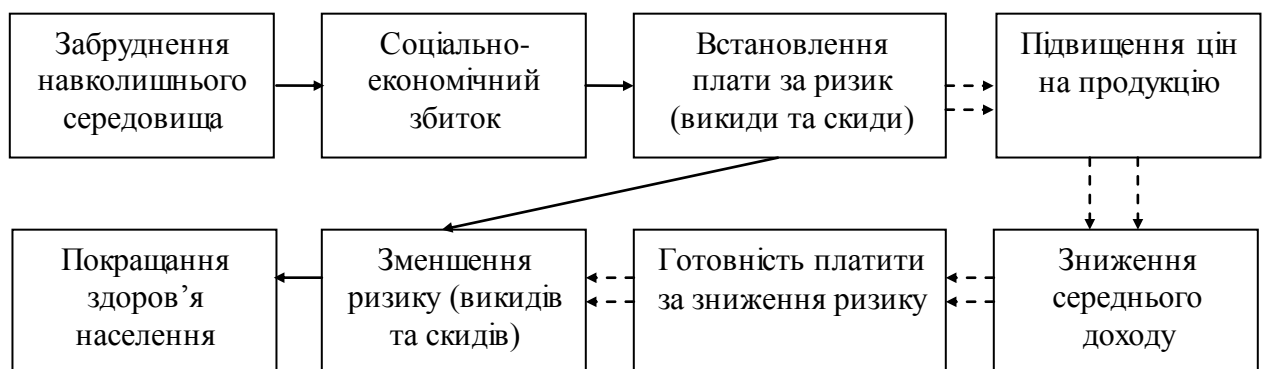 Забруднення
навколишнього
середовища
Соціально-
економічний
збиток
Встановлення
плати за ризик
(викиди та скиди)
Підвищення цін
на продукцію
Покращання
здоров’я
населення
Зменшення
ризику (викидів
та скидів)
Готовність платити
за зниження ризику
Зниження
середнього
доходу